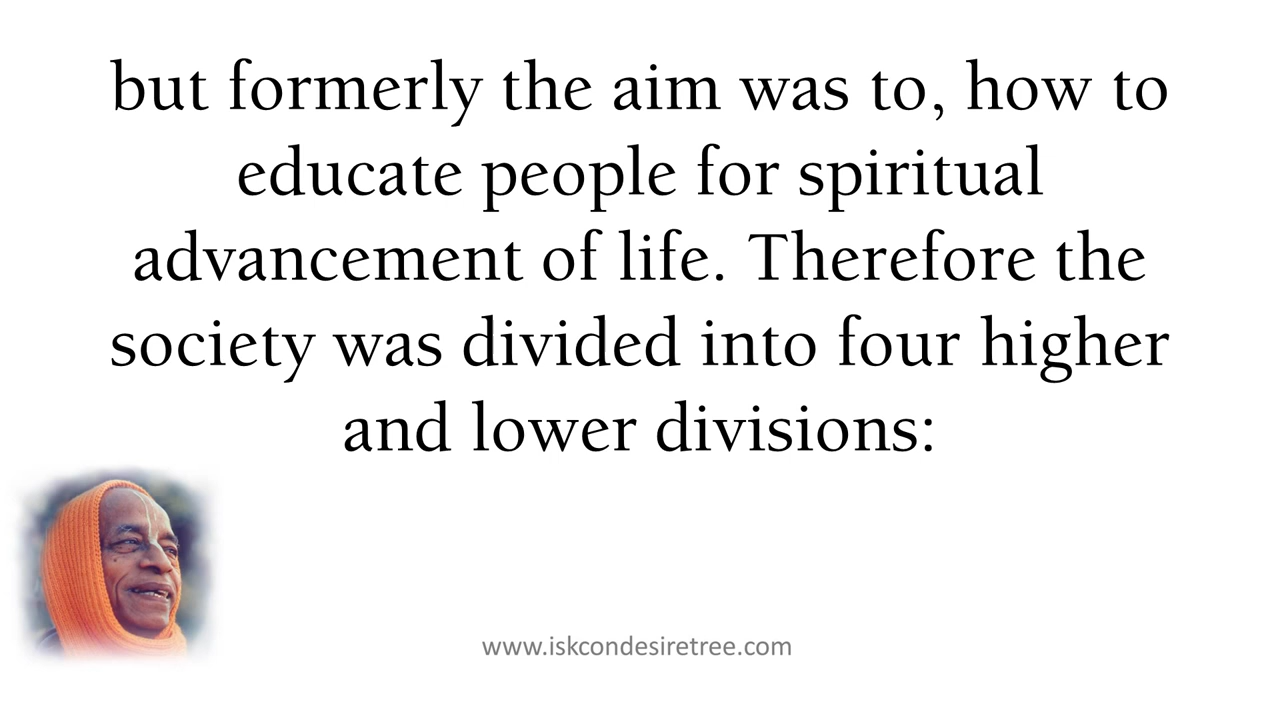 but formerly the aim was to, how to
educate people for spiritual
advancement of life. Therefore the
society was divided into four higher
and lower divisions:
www.iskcondesiretree.com